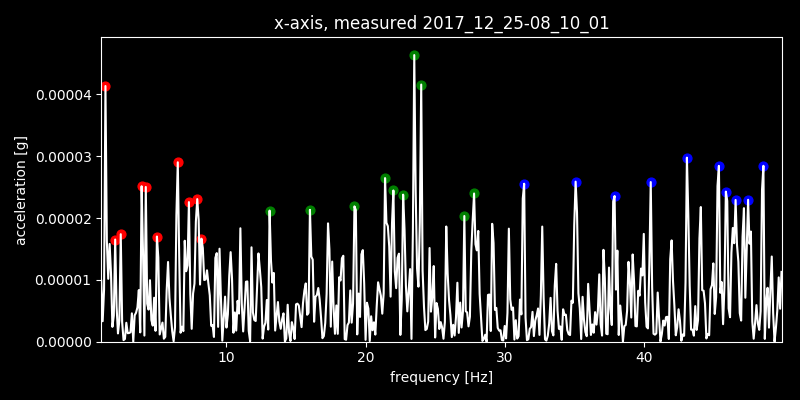 x-axis, measured 2017_12_25-08_10_01
acceleration [g]
0.00004
0.00003
0.00002
0.00001
0.00000
10 20 30 40
frequency [Hz]